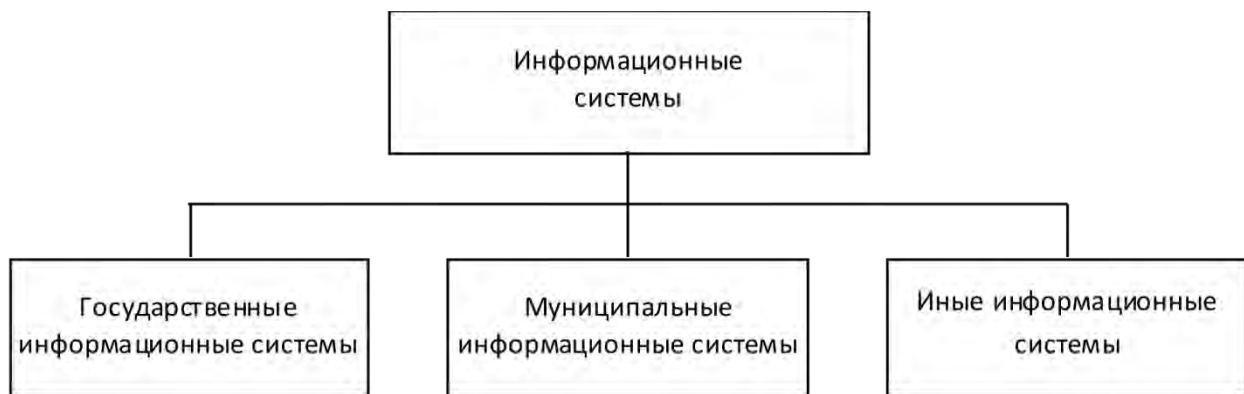 Информационные
системы
Государственные
информационные системы
Муниципальные
информационные системы
Иные информационные
системы